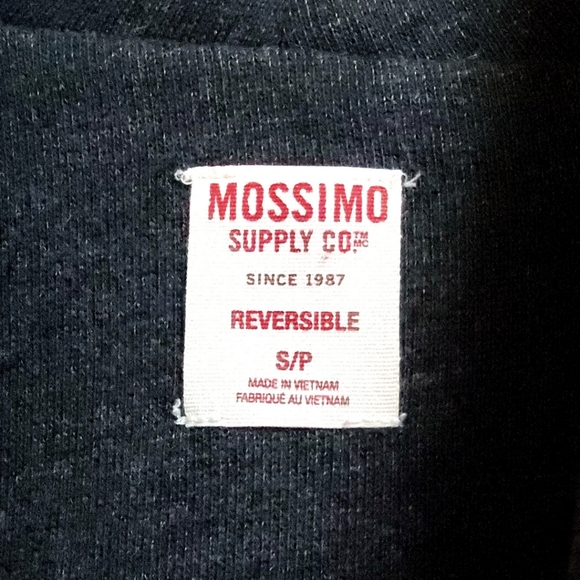 MOSSIMO
SUPPLY CO.™ MC
SINCE 1987
REVERSIBLE
S/P
MADE IN VIETNAM
FABRIQUÉ AU VIETNAM